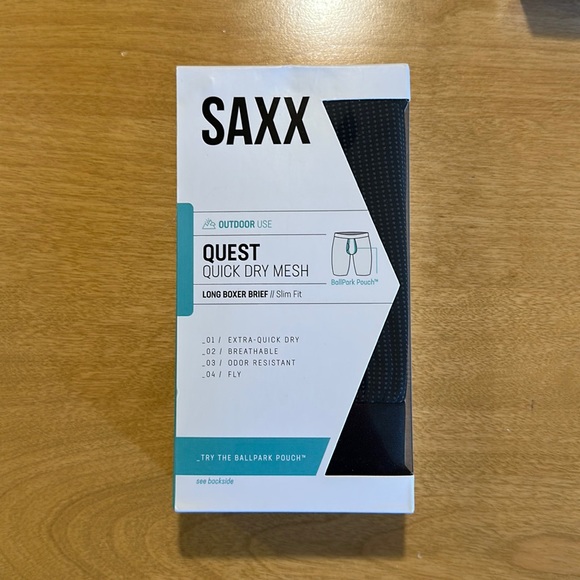 SAXX
OUTDOOR USE
QUEST
QUICK DRY MESH
BallPark Pouch™
LONG BOXER BRIEF // Slim Fit
_01 / EXTRA-QUICK DRY
_02 / BREATHABLE
_03 / ODOR RESISTANT
_04 / FLY
_TRY THE BALLPARK POUCH™
see backside